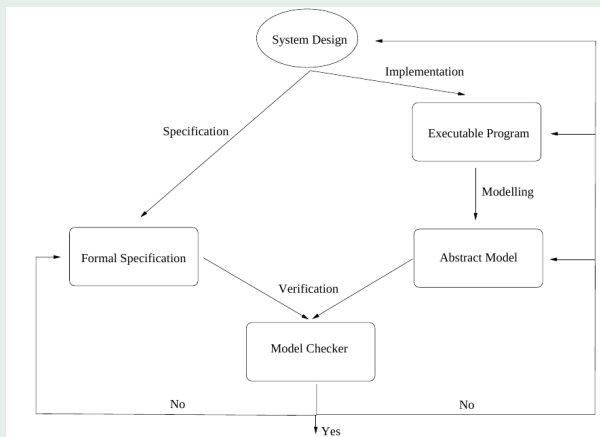 System Design
Implementation
Specification
Executable Program
Modelling
Formal Specification
Abstract Model
Verification
Model Checker
No
No
Yes